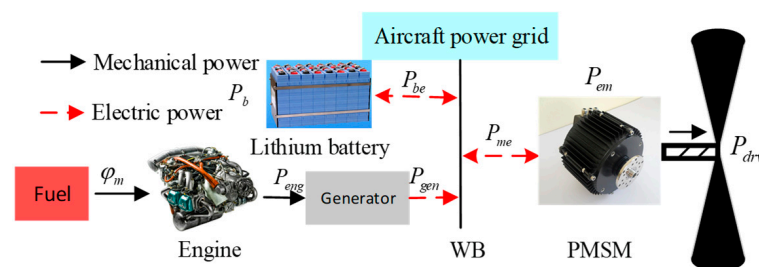 Aircraft power grid
Mechanical power
Electric power
P_b
P_be
P_em
Lithium battery
P_me
P_drv
Fuel
φ_m
P_eng
Generator
P_gen
Engine
WB
PMSM